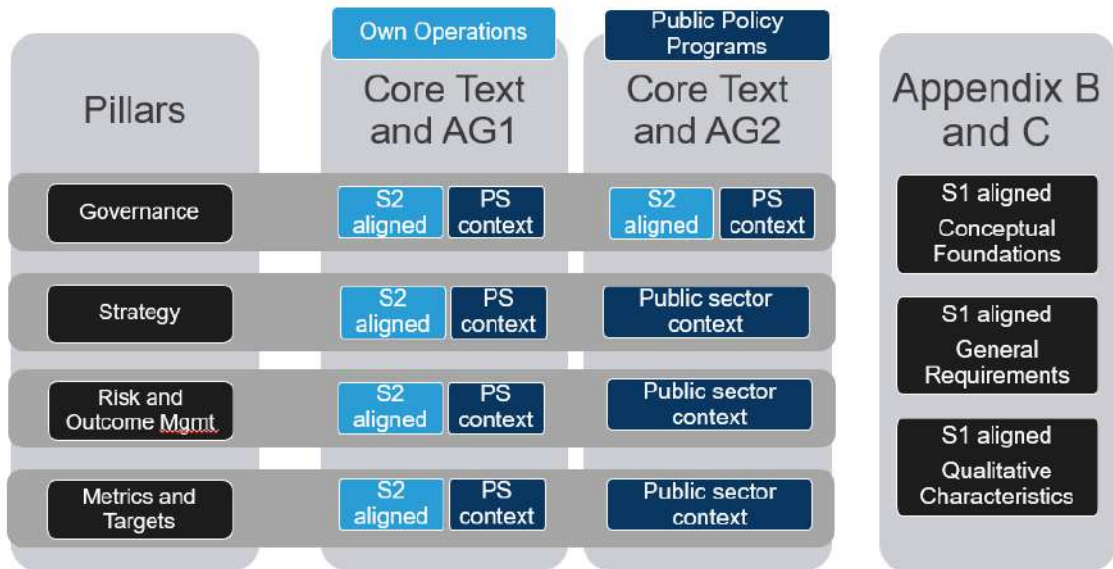 Own Operations
Public Policy
Programs
Pillars
Core Text
and AG1
Core Text
and AG2
Appendix B
and C
Governance
S2
aligned
PS
context
S2
aligned
PS
context
Strategy
S2
aligned
PS
context
Public sector
context
Risk and
Outcome Mgmt
S2
aligned
PS
context
Public sector
context
Metrics and
Targets
S2
aligned
PS
context
Public sector
context
S1 aligned
Conceptual
Foundations
S1 aligned
General
Requirements
S1 aligned
Qualitative
Characteristics